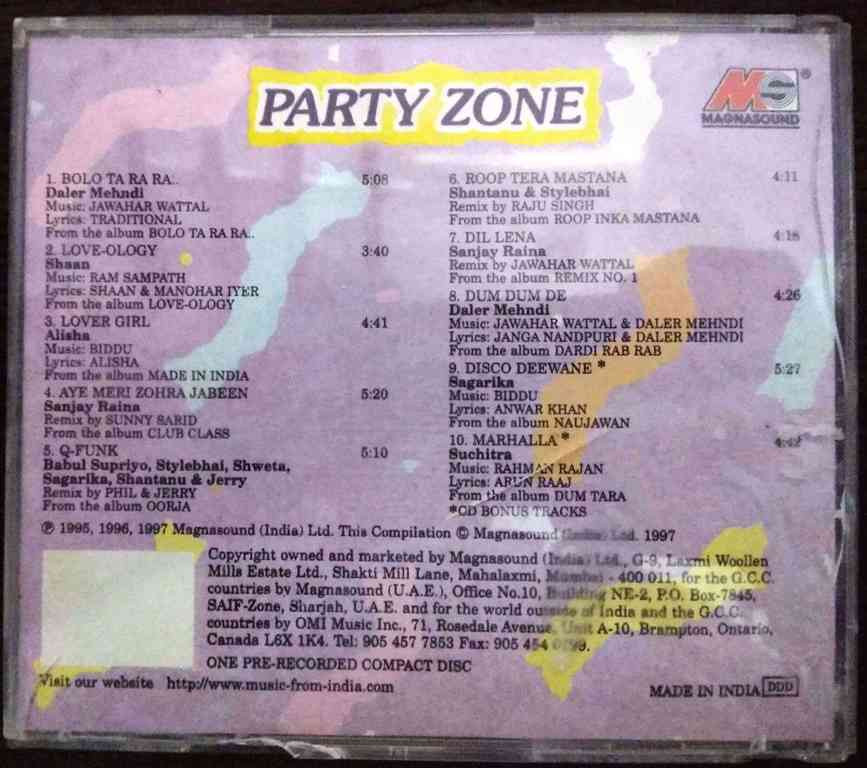 PARTY ZONE
MS ®
MAGNASOUND
1. BOLO TA RA RA.. 5:08
Daler Mehndi
Music: JAWAHAR WATTAL
Lyrics: TRADITIONAL
From the album BOLO TA RA RA..
2. LOVE-OLOGY 3:40
Shaan
Music: RAM SAMPATH
Lyrics: SHAAN & MANOHAR IYER
From the album LOVE-OLOGY
3. LOVER GIRL 4:41
Alisha
Music: BIDDU
Lyrics: ALISHA
From the album MADE IN INDIA
4. AYE MERI ZOHRA JABEEN 5:20
Sanjay Raina
Remix by SUNNY SARID
From the album CLUB CLASS
5. Q-FUNK 5:10
Babul Supriyo, Stylebhai, Shweta,
Sagarika, Shantanu & Jerry
Remix by PHIL & JERRY
From the album OORJA
6. ROOP TERA MASTANA 4:11
Shantanu & Stylebhai
Remix by RAJU SINGH
From the album ROOP INKA MASTANA
7. DIL LENA 4:18
Sanjay Raina
Remix by JAWAHAR WATTAL
From the album REMIX NO. 1
8. DUM DUM DE 4:26
Daler Mehndi
Music: JAWAHAR WATTAL & DALER MEHNDI
Lyrics: JANGA NANDPURI & DALER MEHNDI
From the album DARDI RAB RAB
9. DISCO DEEWANE * 5:27
Sagarika
Music: BIDDU
Lyrics: ANWAR KHAN
From the album NAUJAWAN
10. MARHALLA * 4:42
Suchitra
Music: RAHMAN RAJAN
Lyrics: ARUN RAAJ
From the album DUM TARA
*CD BONUS TRACKS
℗ 1995, 1996, 1997 Magnasound (India) Ltd. This Compilation © Magnasound (India) Ltd. 1997
Copyright owned and marketed by Magnasound (India) Ltd., G-9, Laxmi Woollen
Mills Estate Ltd., Shakti Mill Lane, Mahalaxmi, Mumbai - 400 011, for the G.C.C.
countries by Magnasound (U.A.E.), Office No.10, Building NE-2, P.O. Box-7845,
SAIF-Zone, Sharjah, U.A.E. and for the world outside of India and the G.C.C.
countries by OMI Music Inc., 71, Rosedale Avenue, Unit A-10, Brampton, Ontario,
Canada L6X 1K4. Tel: 905 457 7853 Fax: 905 454
ONE PRE-RECORDED COMPACT DISC
Visit our website http://www.music-from-india.com
MADE IN INDIA DDD